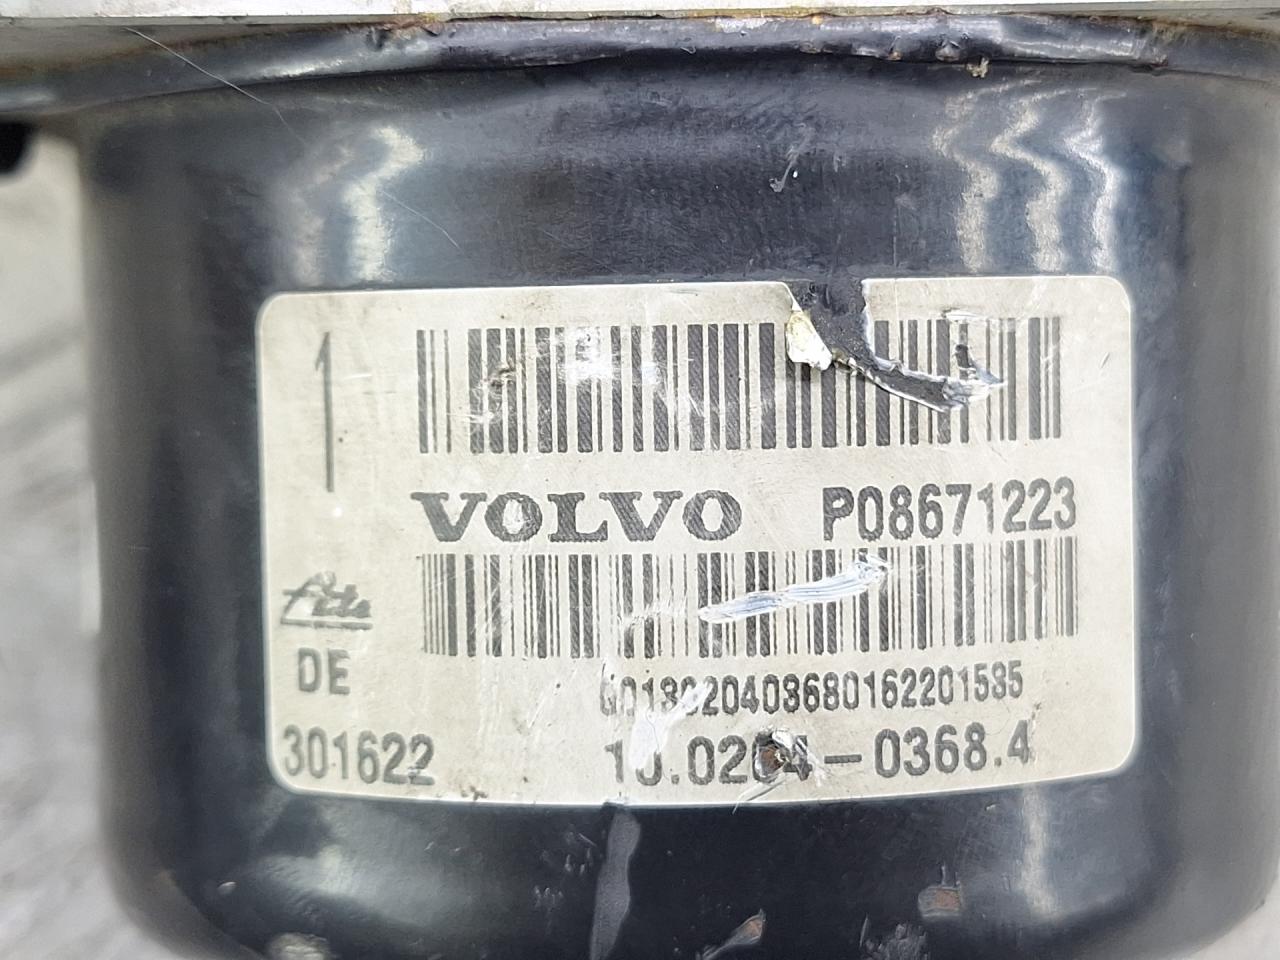 1
VOLVO P08671223
Ate
DE
301622
10.0204-0368.4